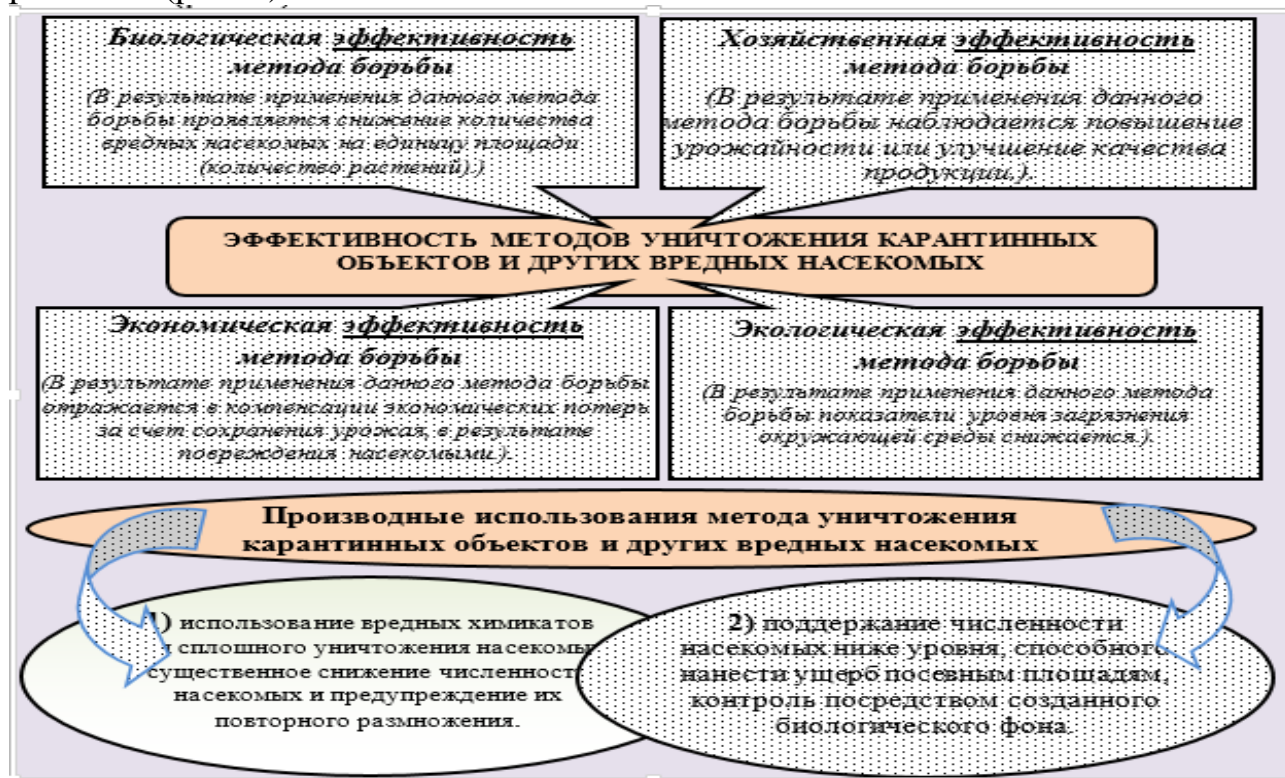 Биологическая эффективность
метода борьбы
(В результате применения данного метода
борьбы проявляется снижение количества
вредных насекомых на единицу площади
(количество растений).)
Хозяйственная эффективность
метода борьбы
(В результате применения данного
метода борьбы наблюдается повышение
урожайности или улучшение качества
продукции.).
ЭФФЕКТИВНОСТЬ МЕТОДОВ УНИЧТОЖЕНИЯ КАРАНТИННЫХ
ОБЪЕКТОВ И ДРУГИХ ВРЕДНЫХ НАСЕКОМЫХ
Экономическая эффективность
метода борьбы
(В результате применения данного метода борьбы
отражается в компенсации экономических потерь
за счет сохранения урожая, в результате
повреждения насекомыми.).
Экологическая эффективность
метода борьбы
(В результате применения данного метода
борьбы показатели уровня загрязнения
окружающей среды снижается.).
Производные использования метода уничтожения
карантинных объектов и других вредных насекомых
1) использование вредных химикатов
сплошного уничтожения
существенное снижение
насекомых и предупреждение их
повторного размножения.
2) поддержание численности
насекомых ниже уровня, способного
нанести ущерб посевным площадям,
контроль посредством созданного
биологического фона.